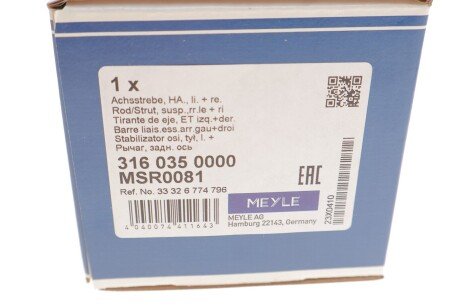 1 x
Achsstrebe, HA., li. + re.
Rod/Strut, susp.,rr.le + ri
Tirante de eje, ET izq.+der.
Barre liais.ess.arr.gau+droi
Stabilizator osi, tył, l. +
Рычаг, задн. ось
316 035 0000
MSR0081
Ref. No. 33 32 6 774 796
EAC
MEYLE
MEYLE AG
Hamburg 22143, Germany
4 040074 411643
23X0410